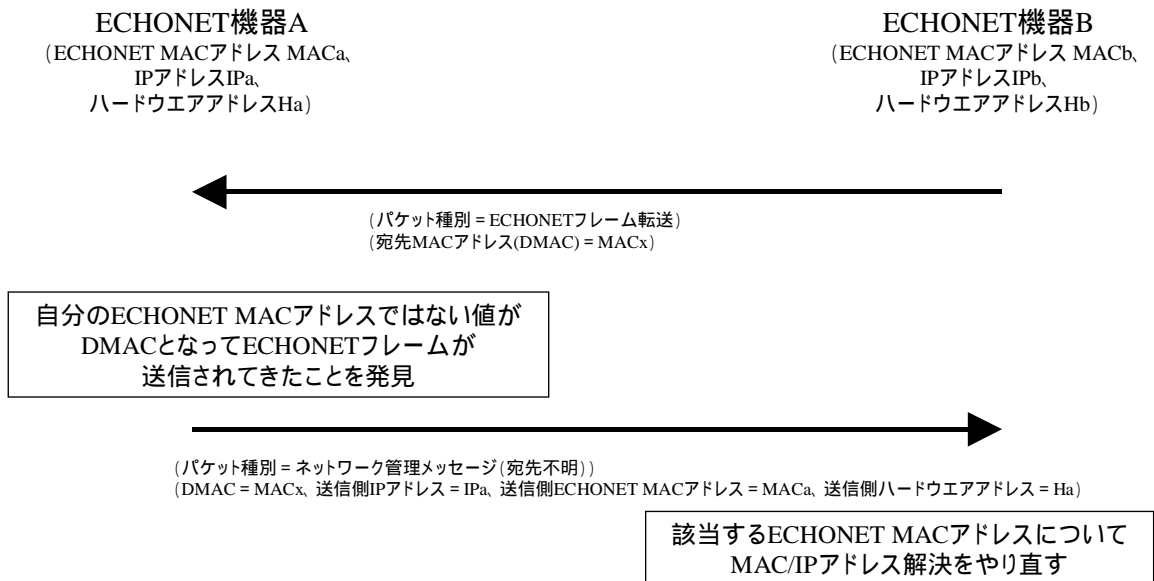 ECHONET機器A
(ECHONET MACアドレス MACa、
IPアドレスIPa、
ハードウエアアドレスHa)
ECHONET機器B
(ECHONET MACアドレス MACb、
IPアドレスIPb、
ハードウエアアドレスHb)
(パケット種別 = ECHONETフレーム転送)
(宛先MACアドレス(DMAC) = MACx)
自分のECHONET MACアドレスではない値が
DMACとなってECHONETフレームが
送信されてきたことを発見
(パケット種別 = ネットワーク管理メッセージ(宛先不明))
(DMAC = MACx、送信側IPアドレス = IPa、送信側ECHONET MACアドレス = MACa、送信側ハードウエアアドレス = Ha)
該当するECHONET MACアドレスについて
MAC/IPアドレス解決をやり直す